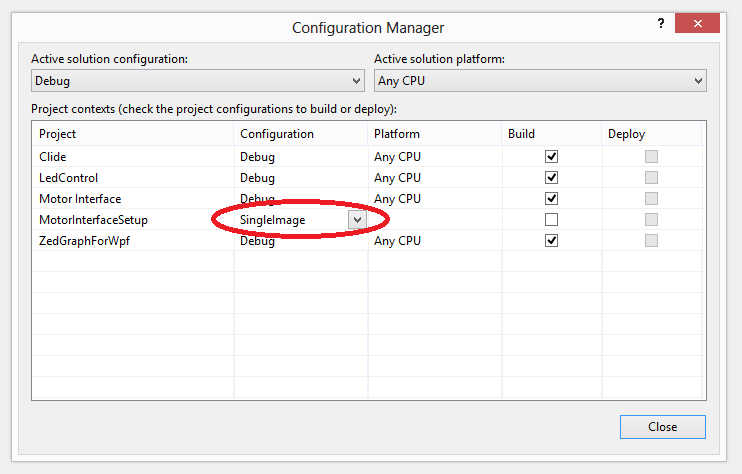 Configuration Manager
?
Active solution configuration: Active solution platform:
Debug Any CPU
Project contexts (check the project configurations to build or deploy):
Project Configuration Platform Build Deploy
Clide Debug Any CPU
LedControl Debug Any CPU
Motor Interface Debug Any CPU
MotorInterfaceSetup SingleImage
ZedGraphForWpf Debug Any CPU
Close